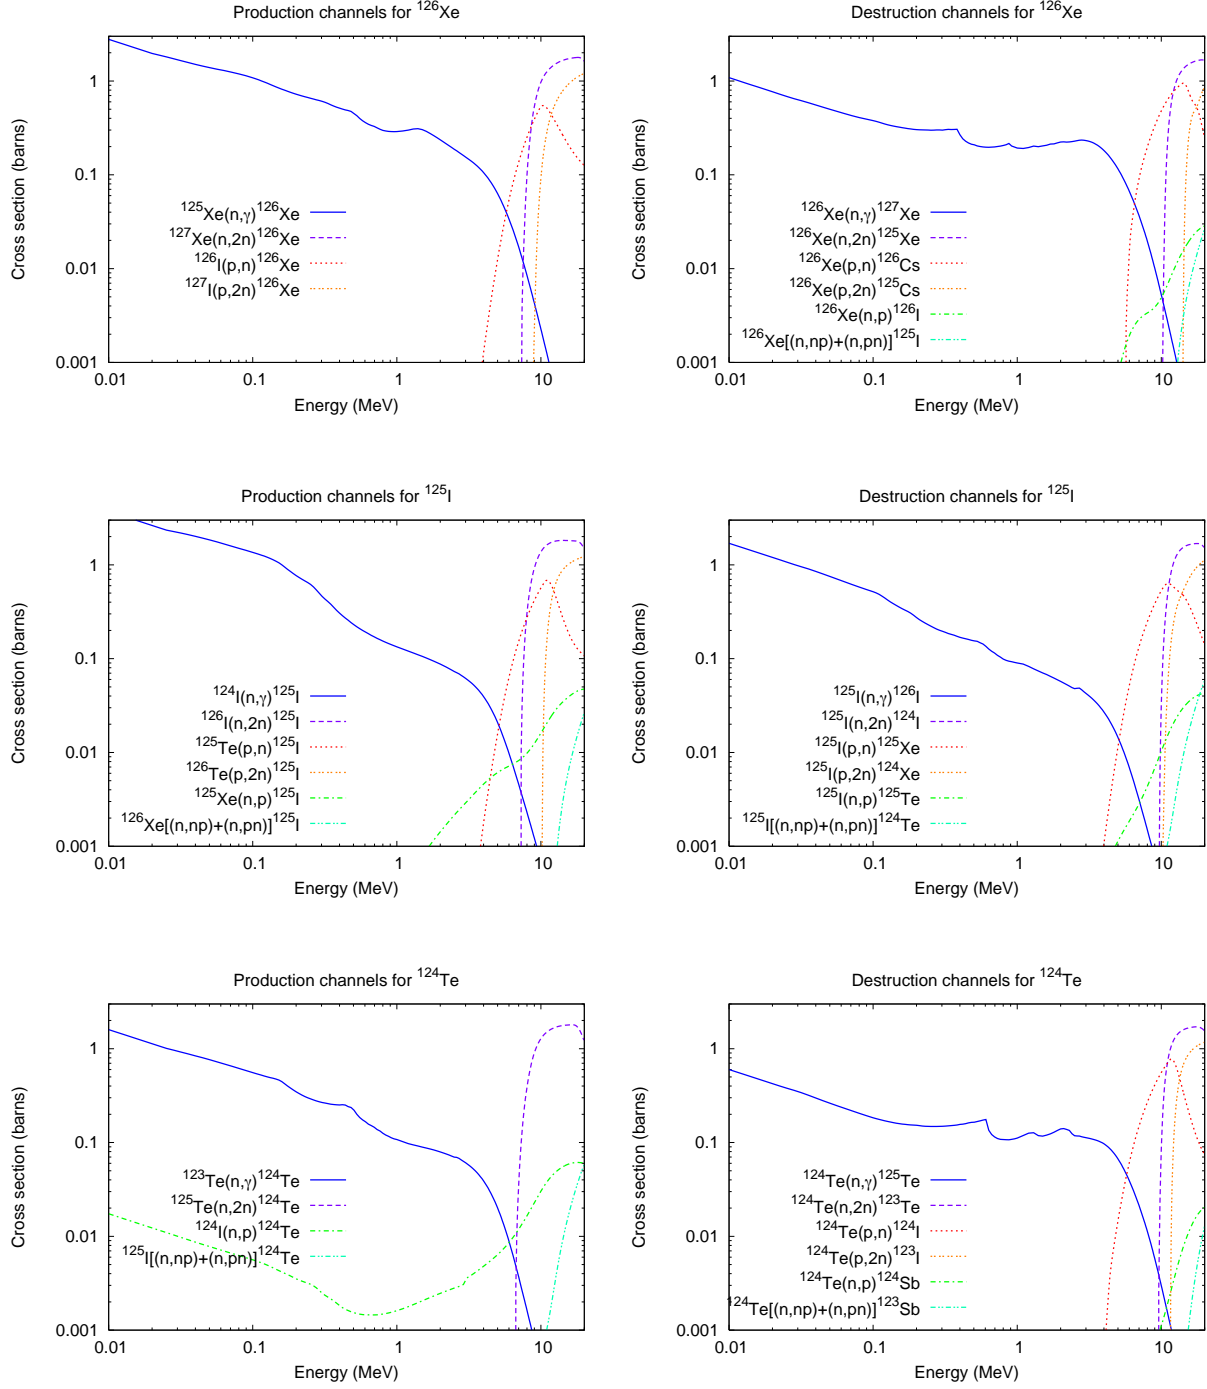 Production channels for ¹²⁶Xe
Cross section (barns)
1
0.1
0.01
0.001
¹²⁵Xe(n,γ)¹²⁶Xe
¹²⁷Xe(n,2n)¹²⁶Xe
¹²⁶I(p,n)¹²⁶Xe
¹²⁷I(p,2n)¹²⁶Xe
0.01 0.1 1 10
Energy (MeV)
Destruction channels for ¹²⁶Xe
Cross section (barns)
1
0.1
0.01
0.001
¹²⁶Xe(n,γ)¹²⁷Xe
¹²⁶Xe(n,2n)¹²⁵Xe
¹²⁶Xe(p,n)¹²⁶Cs
¹²⁶Xe(p,2n)¹²⁵Cs
¹²⁶Xe(n,p)¹²⁶I
¹²⁶Xe[(n,np)+(n,pn)]¹²⁵I
0.01 0.1 1 10
Energy (MeV)
Production channels for ¹²⁵I
Cross section (barns)
1
0.1
0.01
0.001
¹²⁴I(n,γ)¹²⁵I
¹²⁶I(n,2n)¹²⁵I
¹²⁵Te(p,n)¹²⁵I
¹²⁶Te(p,2n)¹²⁵I
¹²⁵Xe(n,p)¹²⁵I
¹²⁶Xe[(n,np)+(n,pn)]¹²⁵I
0.01 0.1 1 10
Energy (MeV)
Destruction channels for ¹²⁵I
Cross section (barns)
1
0.1
0.01
0.001
¹²⁵I(n,γ)¹²⁶I
¹²⁵I(n,2n)¹²⁴I
¹²⁵I(p,n)¹²⁵Xe
¹²⁵I(p,2n)¹²⁴Xe
¹²⁵I(n,p)¹²⁵Te
¹²⁵I[(n,np)+(n,pn)]¹²⁴Te
0.01 0.1 1 10
Energy (MeV)
Production channels for ¹²⁴Te
Cross section (barns)
1
0.1
0.01
0.001
¹²³Te(n,γ)¹²⁴Te
¹²⁵Te(n,2n)¹²⁴Te
¹²⁴I(n,p)¹²⁴Te
¹²⁵I[(n,np)+(n,pn)]¹²⁴Te
0.01 0.1 1 10
Energy (MeV)
Destruction channels for ¹²⁴Te
Cross section (barns)
1
0.1
0.01
0.001
¹²⁴Te(n,γ)¹²⁵Te
¹²⁴Te(n,2n)¹²³Te
¹²⁴Te(p,n)¹²⁴I
¹²⁴Te(p,2n)¹²³I
¹²⁴Te(n,p)¹²⁴Sb
¹²⁴Te[(n,np)+(n,pn)]¹²³Sb
0.01 0.1 1 10
Energy (MeV)